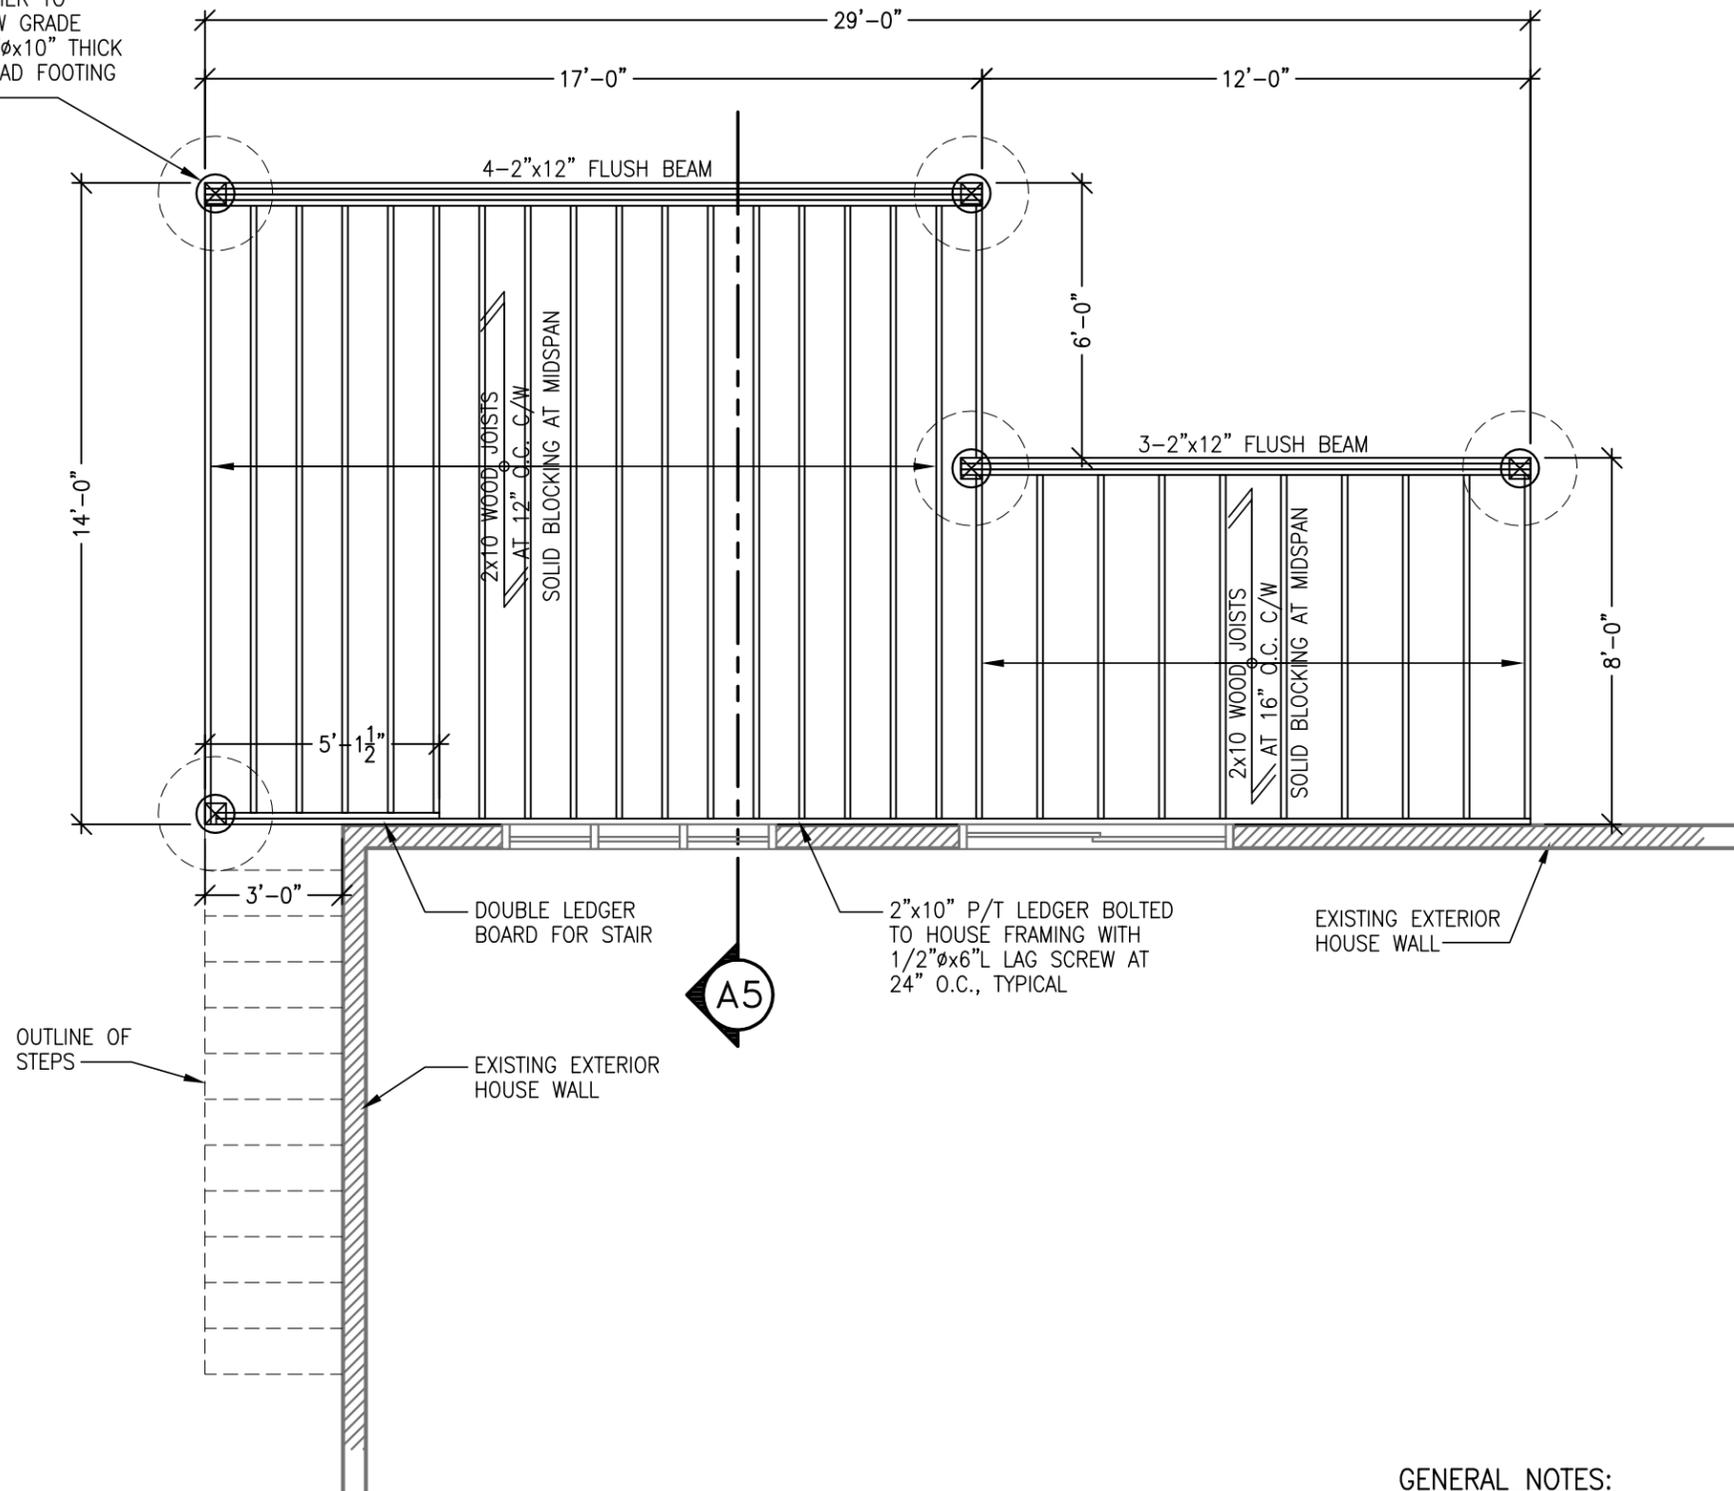 TO
GRADE
øx10" THICK
FOOTING
29'-0"
17'-0"
12'-0"
4-2"x12" FLUSH BEAM
14'-0"
6'-0"
2x10 WOOD JOISTS
AT 12" O.C. C/W
SOLID BLOCKING AT MIDSPAN
3-2"x12" FLUSH BEAM
2x10 WOOD JOISTS
AT 16" O.C. C/W
SOLID BLOCKING AT MIDSPAN
8'-0"
5'-1 1/2"
3'-0"
DOUBLE LEDGER
BOARD FOR STAIR
2"x10" P/T LEDGER BOLTED
TO HOUSE FRAMING WITH
1/2"øx6"L LAG SCREW AT
24" O.C., TYPICAL
EXISTING EXTERIOR
HOUSE WALL
A5
OUTLINE OF
STEPS
EXISTING EXTERIOR
HOUSE WALL
GENERAL NOTES: